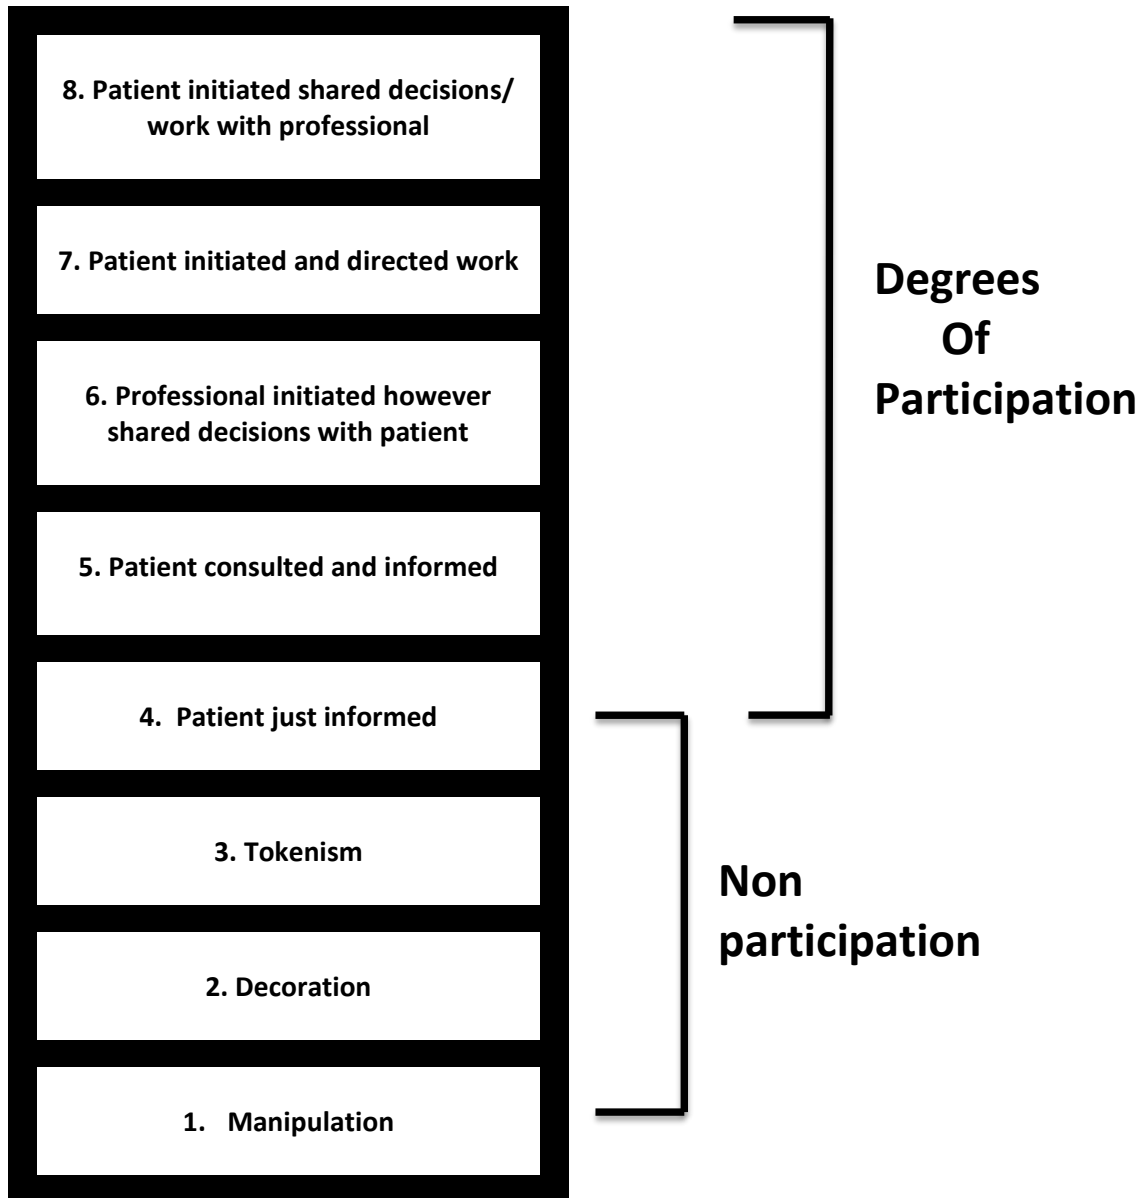 8. Patient initiated shared decisions/
work with professional
7. Patient initiated and directed work
6. Professional initiated however
shared decisions with patient
5. Patient consulted and informed
4. Patient just informed
3. Tokenism
2. Decoration
1. Manipulation
Degrees
Of
Participation
Non
participation